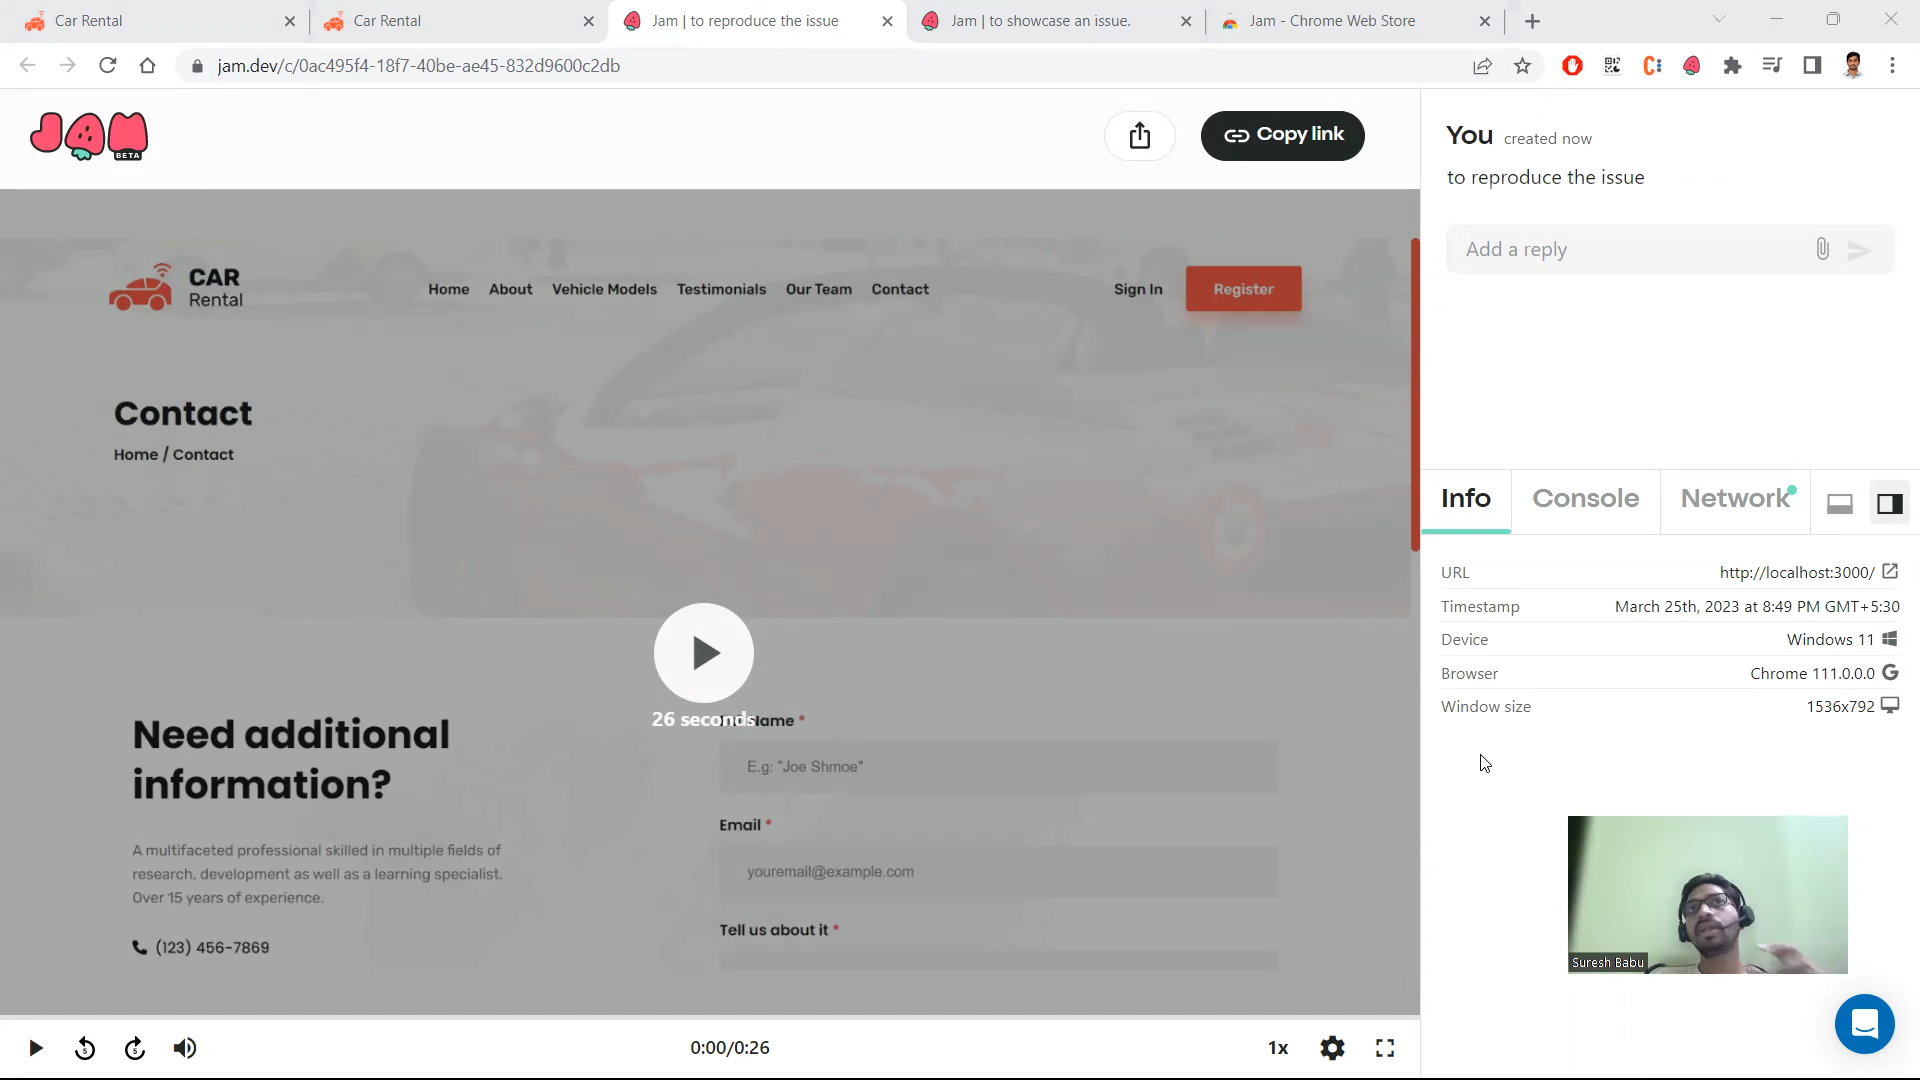 Car Rental
Car Rental
Jam | to reproduce the issue
Jam | to showcase an issue.
Jam - Chrome Web Store
jam.dev/c/0ac495f4-18f7-40be-ae45-832d9600c2db
JAM
BETA
Copy link
CAR
Rental
Home About Vehicle Models Testimonials Our Team Contact
Sign In
Register
Contact
Home / Contact
26 seconds
Need additional
information?
A multifaceted professional skilled in multiple fields of
research, development as well as a learning specialist.
Over 15 years of experience.
(123) 456-7869
Name *
E.g: "Joe Shmoe"
Email *
youremail@example.com
Tell us about it *
5
5
0:00/0:26
1x
You created now
to reproduce the issue
Add a reply
Info
Console
Network
URL http://localhost:3000/
Timestamp March 25th, 2023 at 8:49 PM GMT+5:30
Device Windows 11
Browser Chrome 111.0.0.0
Window size 1536x792
Suresh Babu